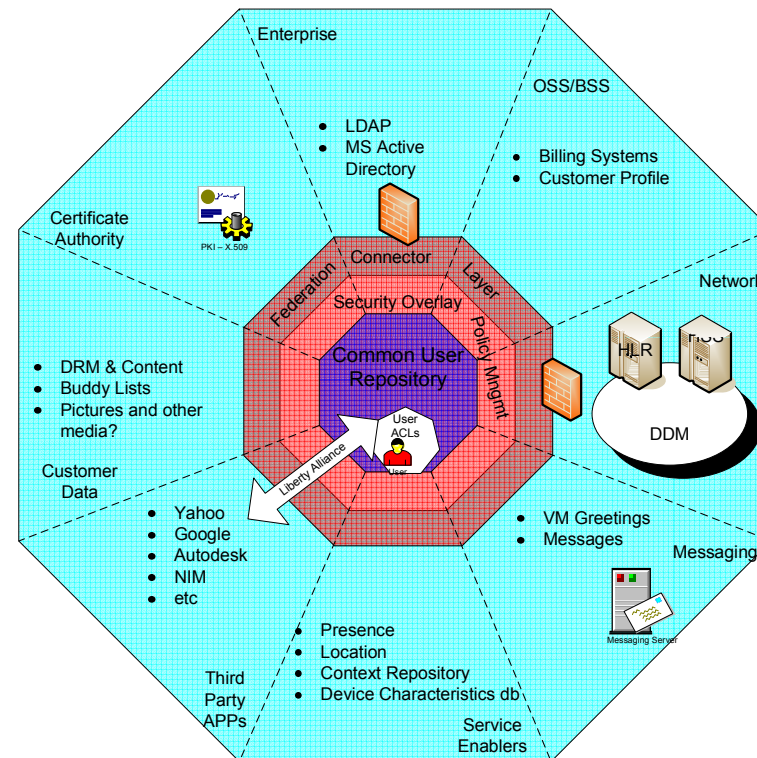 Enterprise
OSS/BSS
● LDAP
● MS Active
Directory
● Billing Systems
● Customer Profile
Certificate
Authority
PKI – X.509
Network
Connector
Federation
Layer
Security Overlay
Policy Mngmt
Common User
Repository
User
ACLs
User
Liberty Alliance
HLR
HSS
DDM
● DRM & Content
● Buddy Lists
● Pictures and other
media?
Customer
Data
● Yahoo
● Google
● Autodesk
● NIM
● etc
● VM Greetings
● Messages
Messaging
Messaging Server
● Presence
● Location
● Context Repository
● Device Characteristics db
Third
Party
APPs
Service
Enablers